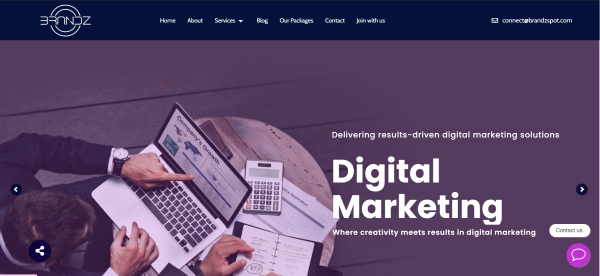 BRANDZ
Home About Services Blog Our Packages Contact Join with us
connect@brandzspot.com
Delivering results-driven digital marketing solutions
Digital
Marketing
Where creativity meets results in digital marketing
Contact us.
Company's Growth